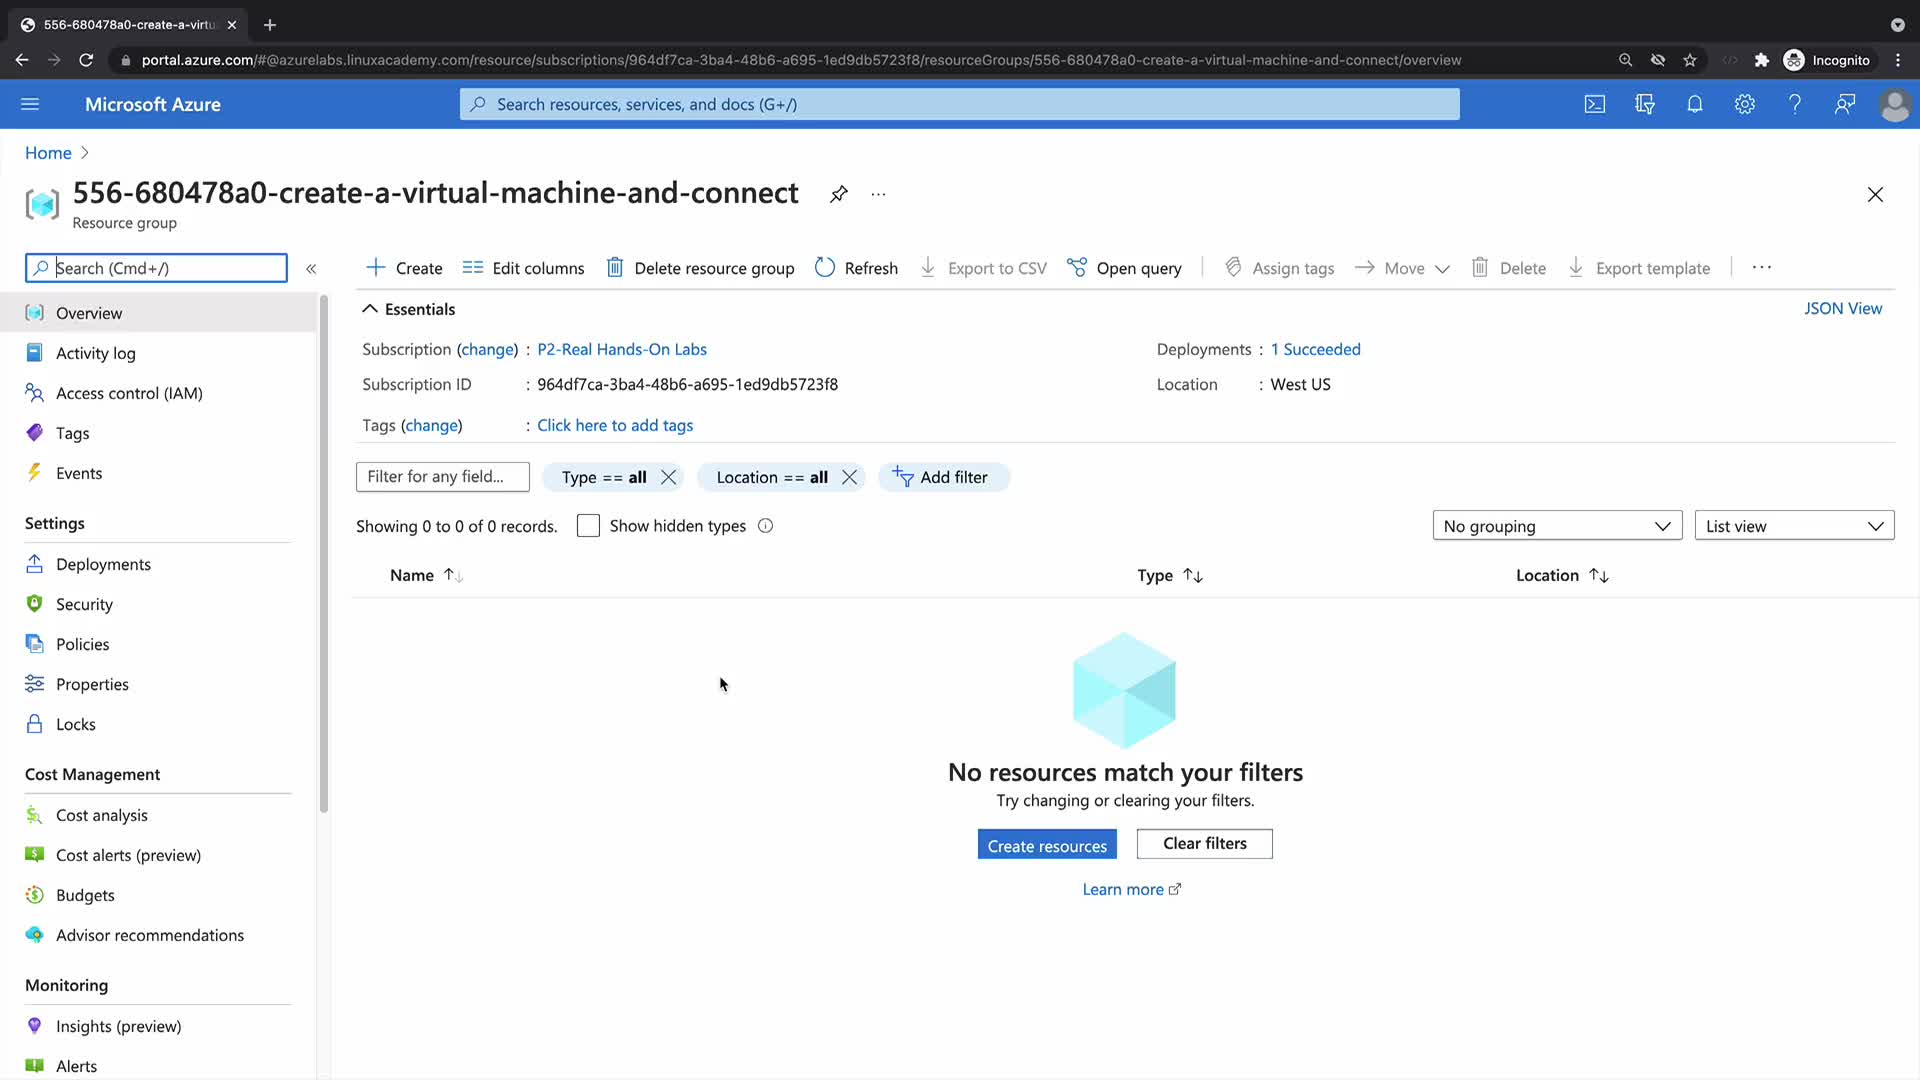 556-680478a0-create-a-virtu
portal.azure.com/#@azurelabs.linuxacademy.com/resource/subscriptions/964df7ca-3ba4-48b6-a695-1ed9db5723f8/resourceGroups/556-680478a0-create-a-virtual-machine-and-connect/overview
Incognito
Microsoft Azure
Search resources, services, and docs (G+/)
Home
556-680478a0-create-a-virtual-machine-and-connect
Resource group
Search (Cmd+/)
Create
Edit columns
Delete resource group
Refresh
Export to CSV
Open query
Assign tags
Move
Delete
Export template
Overview
Activity log
Access control (IAM)
Tags
Events
Settings
Deployments
Security
Policies
Properties
Locks
Cost Management
Cost analysis
Cost alerts (preview)
Budgets
Advisor recommendations
Monitoring
Insights (preview)
Alerts
Essentials
JSON View
Subscription (change) : P2-Real Hands-On Labs
Deployments : 1 Succeeded
Subscription ID : 964df7ca-3ba4-48b6-a695-1ed9db5723f8
Location : West US
Tags (change) : Click here to add tags
Filter for any field...
Type == all
Location == all
Add filter
Showing 0 to 0 of 0 records.
Show hidden types
No grouping
List view
Name
Type
Location
No resources match your filters
Try changing or clearing your filters.
Create resources
Clear filters
Learn more